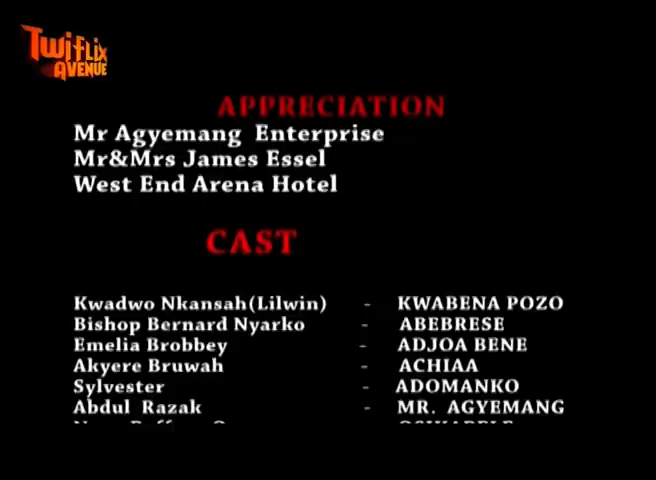 Twiflix
Avenue
APPRECIATION
Mr Agyemang Enterprise
Mr&Mrs James Essel
West End Arena Hotel
CAST
Kwadwo Nkansah(Lilwin) - KWABENA POZO
Bishop Bernard Nyarko - ABEBRESE
Emelia Brobbey - ADJOA BENE
Akyere Bruwah - ACHIAA
Sylvester - ADOMANKO
Abdul Razak - MR. AGYEMANG